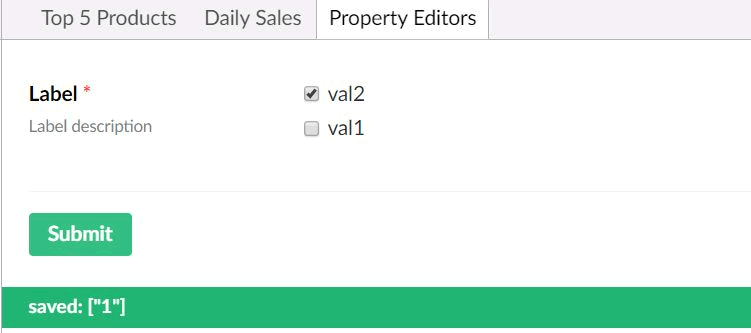 Top 5 Products Daily Sales Property Editors
Label * val2
Label description val1
Submit
saved: ["1"]